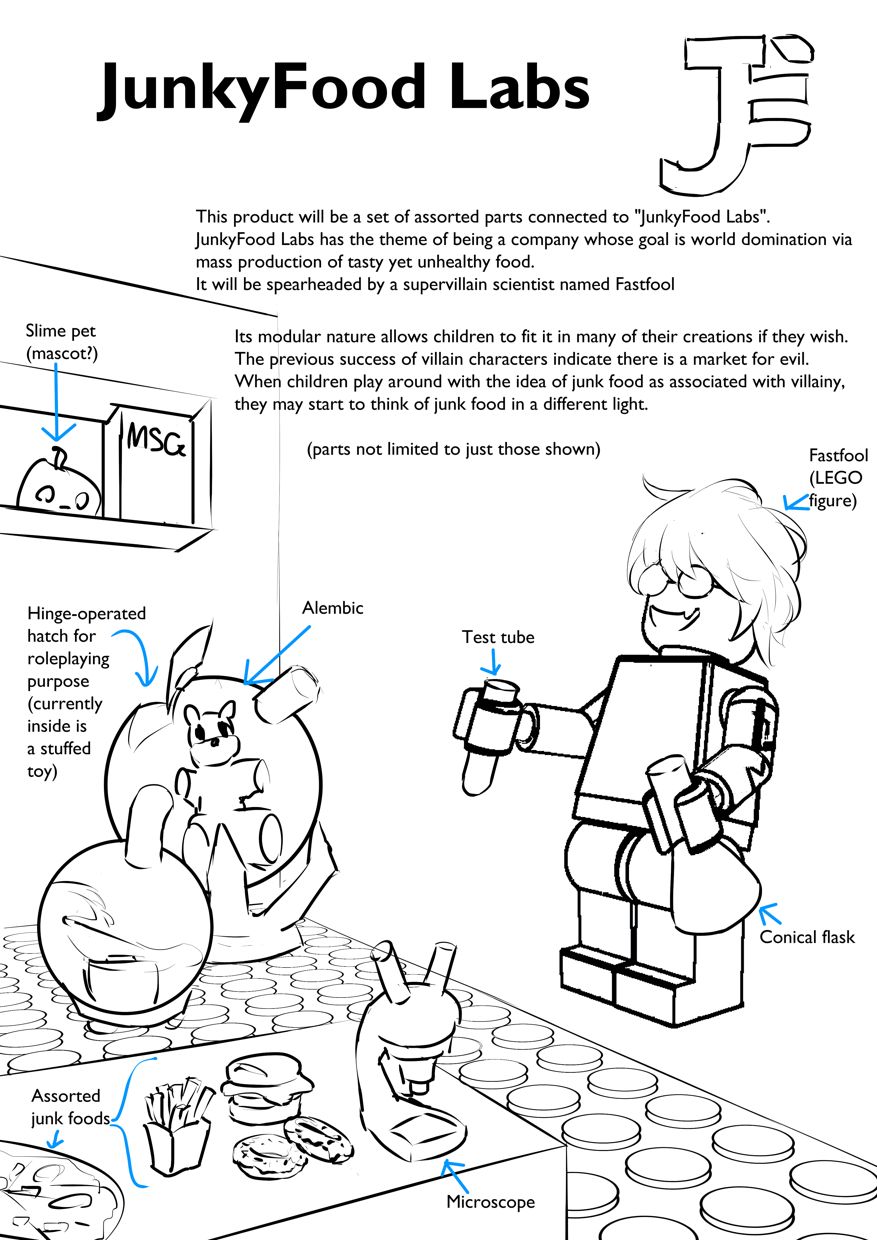 JunkyFood Labs
This product will be a set of assorted parts connected to "JunkyFood Labs".
JunkyFood Labs has the theme of being a company whose goal is world domination via
mass production of tasty yet unhealthy food.
It will be spearheaded by a supervillain scientist named Fastfool
Its modular nature allows children to fit it in many of their creations if they wish.
The previous success of villain characters indicate there is a market for evil.
When children play around with the idea of junk food as associated with villainy,
they may start to think of junk food in a different light.
(parts not limited to just those shown)
Slime pet
(mascot?)
MSG
Fastfool
(LEGO
figure)
Hinge-operated
hatch for
roleplaying
purpose
(currently
inside is
a stuffed
toy)
Alembic
Test tube
Conical flask
Assorted
junk foods
Microscope